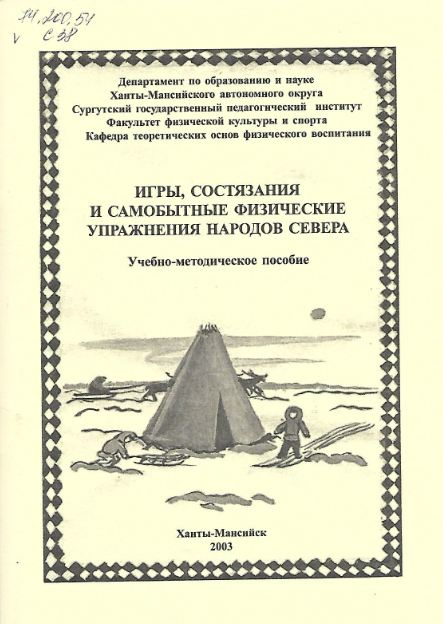 74.200.54
v С 38
Департамент по образованию и науке
Ханты-Мансийского автономного округа
Сургутский государственный педагогический институт
Факультет физической культуры и спорта
Кафедра теоретических основ физического воспитания
ИГРЫ, СОСТЯЗАНИЯ
И САМОБЫТНЫЕ ФИЗИЧЕСКИЕ
УПРАЖНЕНИЯ НАРОДОВ СЕВЕРА
Учебно-методическое пособие
Ханты-Мансийск
2003